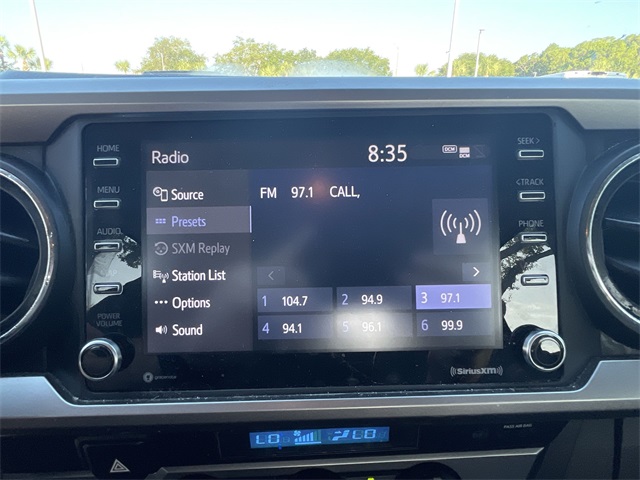 HOME
MENU
AUDIO
POWER
VOLUME
Radio
8:35
DCM
DCM
Source
Presets
SXM Replay
Station List
Options
Sound
FM 97.1 CALL,
1 104.7
2 94.9
3 97.1
4 94.1
5 96.1
6 99.9
SEEK >
< TRACK
PHONE
SiriusXM
LO
LO